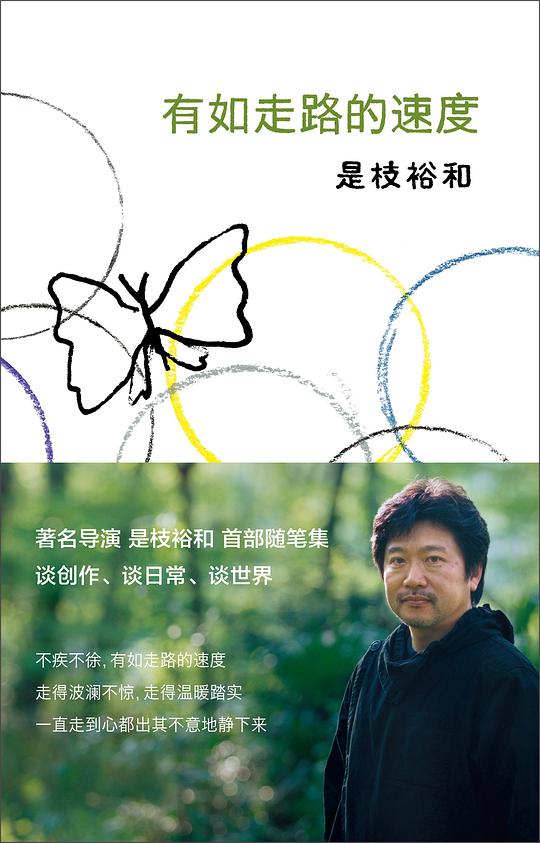 有如走路的速度
是枝裕和
著名导演 是枝裕和 首部随笔集
谈创作、谈日常、谈世界
不疾不徐, 有如走路的速度
走得波澜不惊, 走得温暖踏实
一直走到心都出其不意地静下来